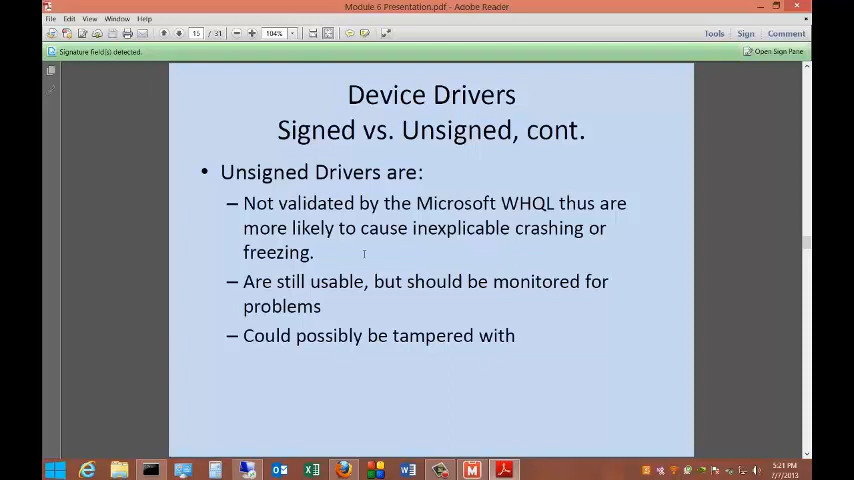 Module 6 Presentation.pdf - Adobe Reader
File Edit View Window Help
15 / 31 104% Tools Sign Comment
Signature field(s) detected. Open Sign Pane
Device Drivers
Signed vs. Unsigned, cont.
• Unsigned Drivers are:
– Not validated by the Microsoft WHQL thus are
more likely to cause inexplicable crashing or
freezing.
– Are still usable, but should be monitored for
problems
– Could possibly be tampered with
5:21 PM
7/7/2013